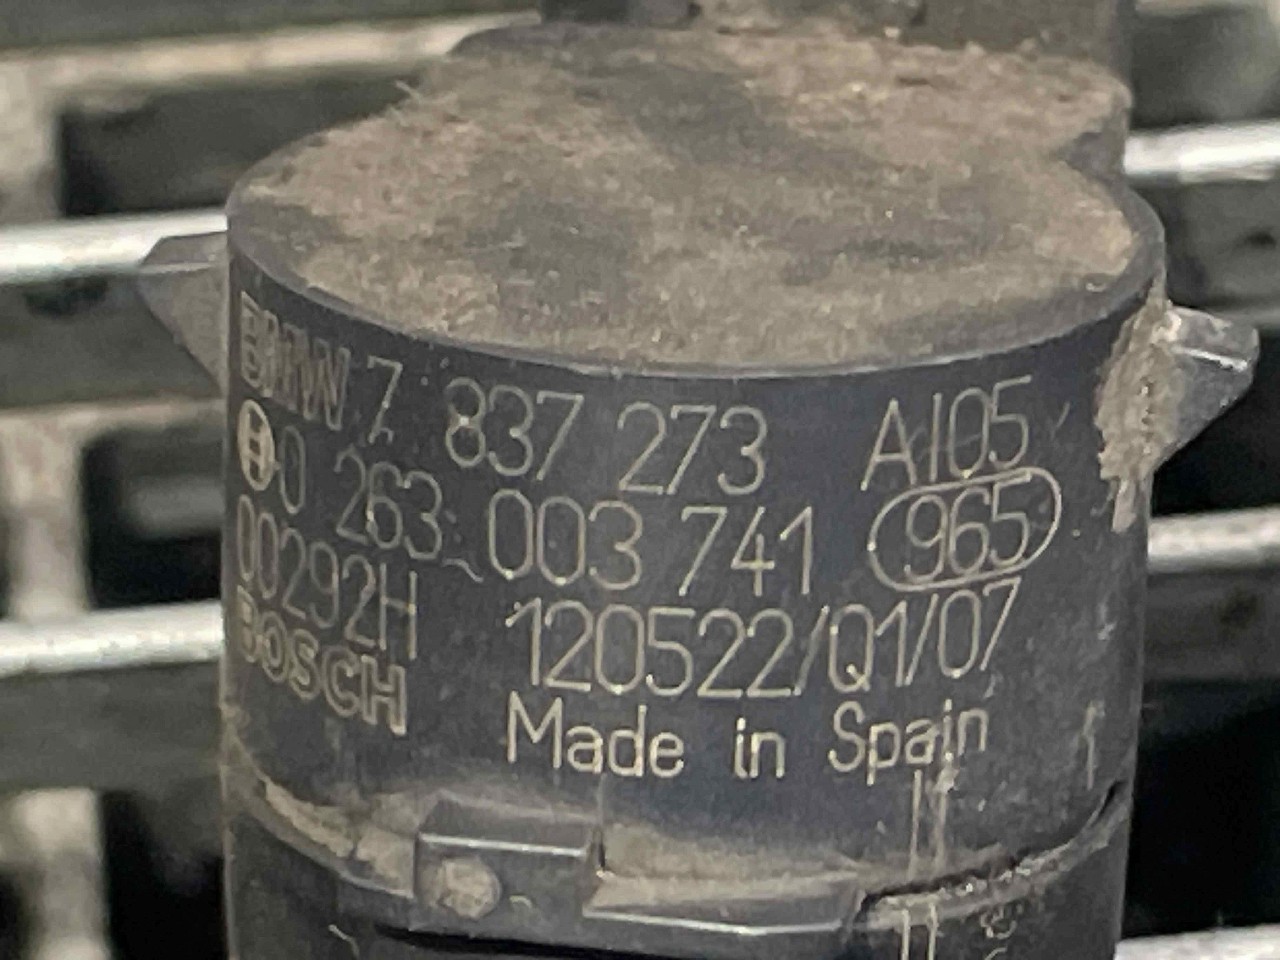 BMW 7 837 273 AI05
0 263 003 741 965
00292H 120522/Q1/07
BOSCH Made in Spain